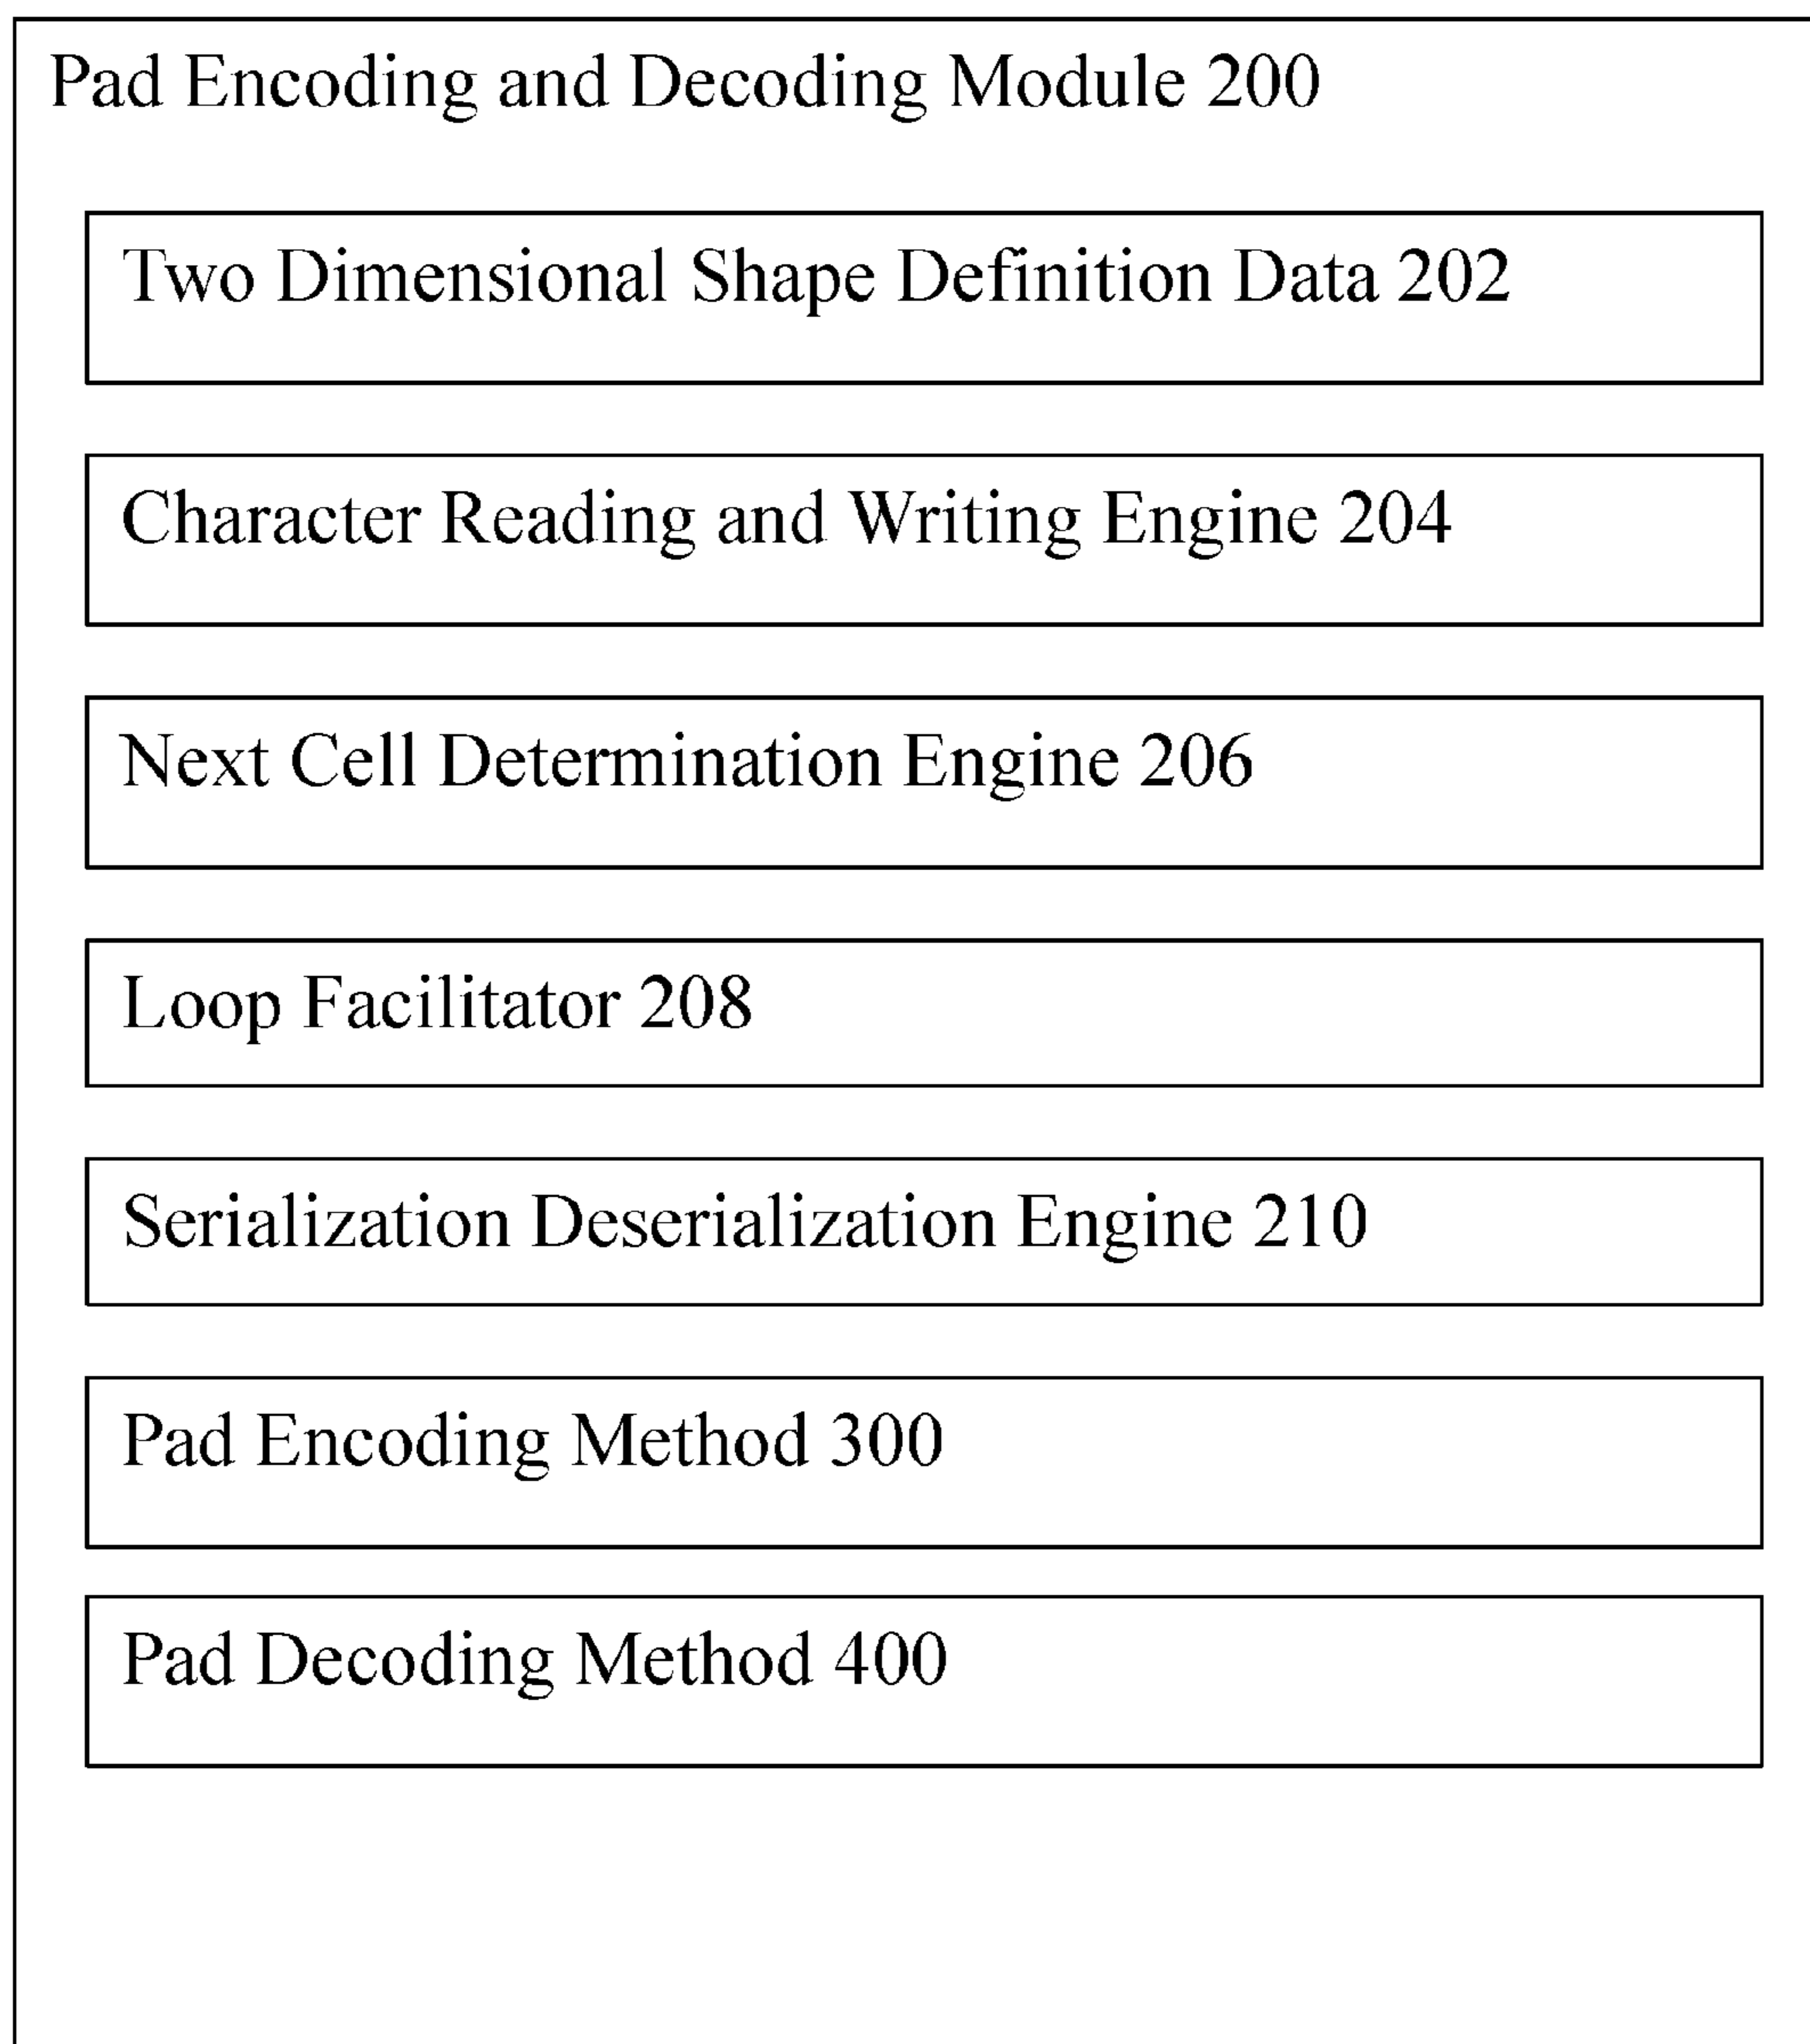 Pad Encoding and Decoding Module 200
Two Dimensional Shape Definition Data 202
Character Reading and Writing Engine 204
Next Cell Determination Engine 206
Loop Facilitator 208
Serialization Deserialization Engine 210
Pad Encoding Method 300
Pad Decoding Method 400